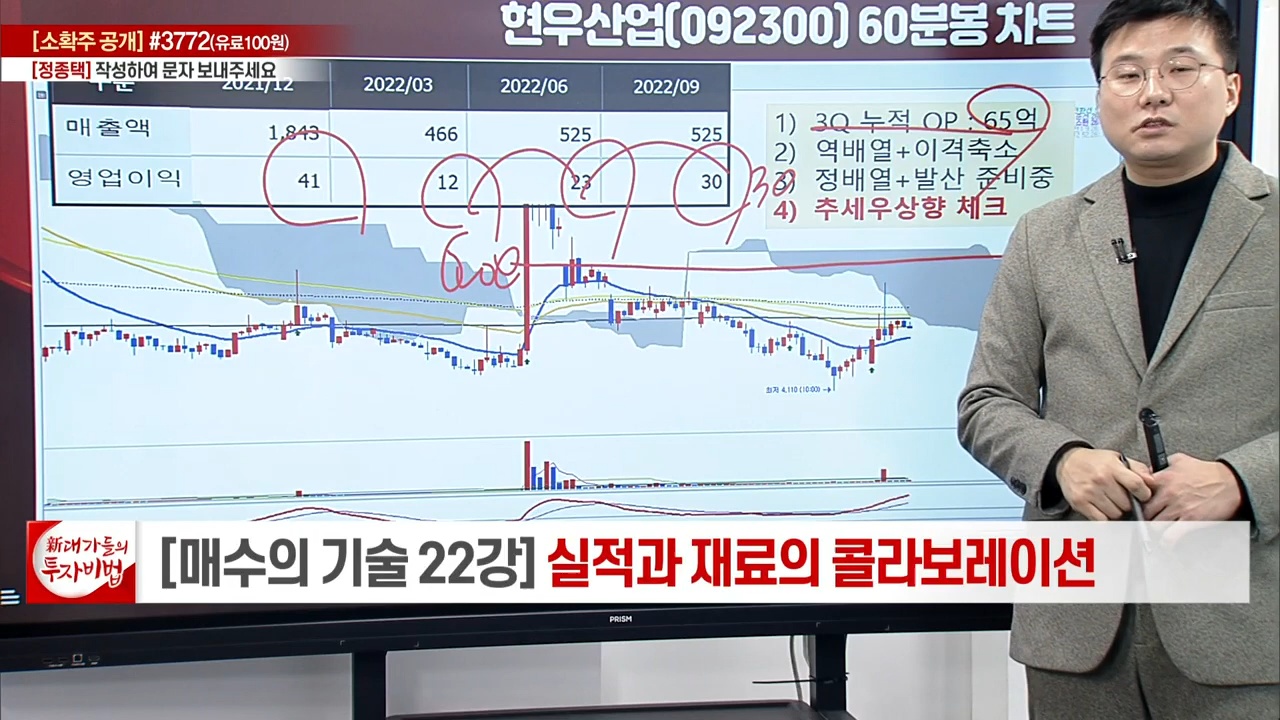 현우산업(092300) 60분봉 차트
[소확주 공개] #3772(유료100원)
[정종택] 작성하여 문자 보내주세요
구분 2021/12 2022/03 2022/06 2022/09
매출액 1,843 466 525 525
영업이익 41 12 23 30
30
600
1) 3Q 누적 OP : 65억
2) 역배열+이격축소
3) 정배열+발산 준비중
4) 추세우상향 체크
최저 4,110 (10:00)→
新대가들의
투자비법
[매수의 기술 22강] 실적과 재료의 콜라보레이션
PRISM